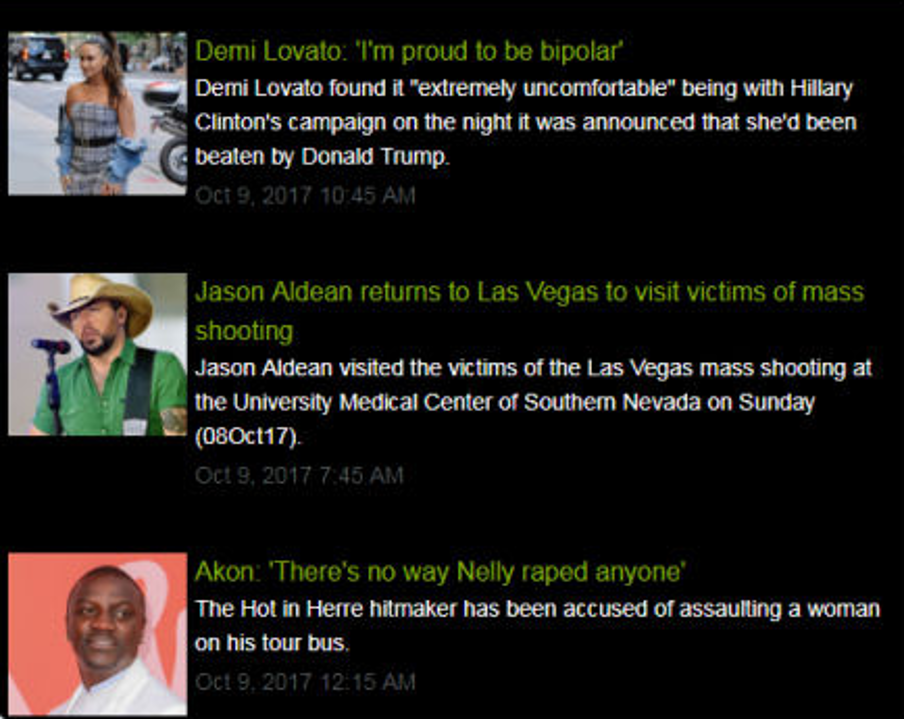 Demi Lovato: 'I'm proud to be bipolar'
Demi Lovato found it "extremely uncomfortable" being with Hillary
Clinton's campaign on the night it was announced that she'd been
beaten by Donald Trump.
Oct 9, 2017 10:45 AM
Jason Aldean returns to Las Vegas to visit victims of mass
shooting
Jason Aldean visited the victims of the Las Vegas mass shooting at
the University Medical Center of Southern Nevada on Sunday
(08Oct17).
Oct 9, 2017 7:45 AM
Akon: 'There's no way Nelly raped anyone'
The Hot in Herre hitmaker has been accused of assaulting a woman
on his tour bus.
Oct 9, 2017 12:15 AM